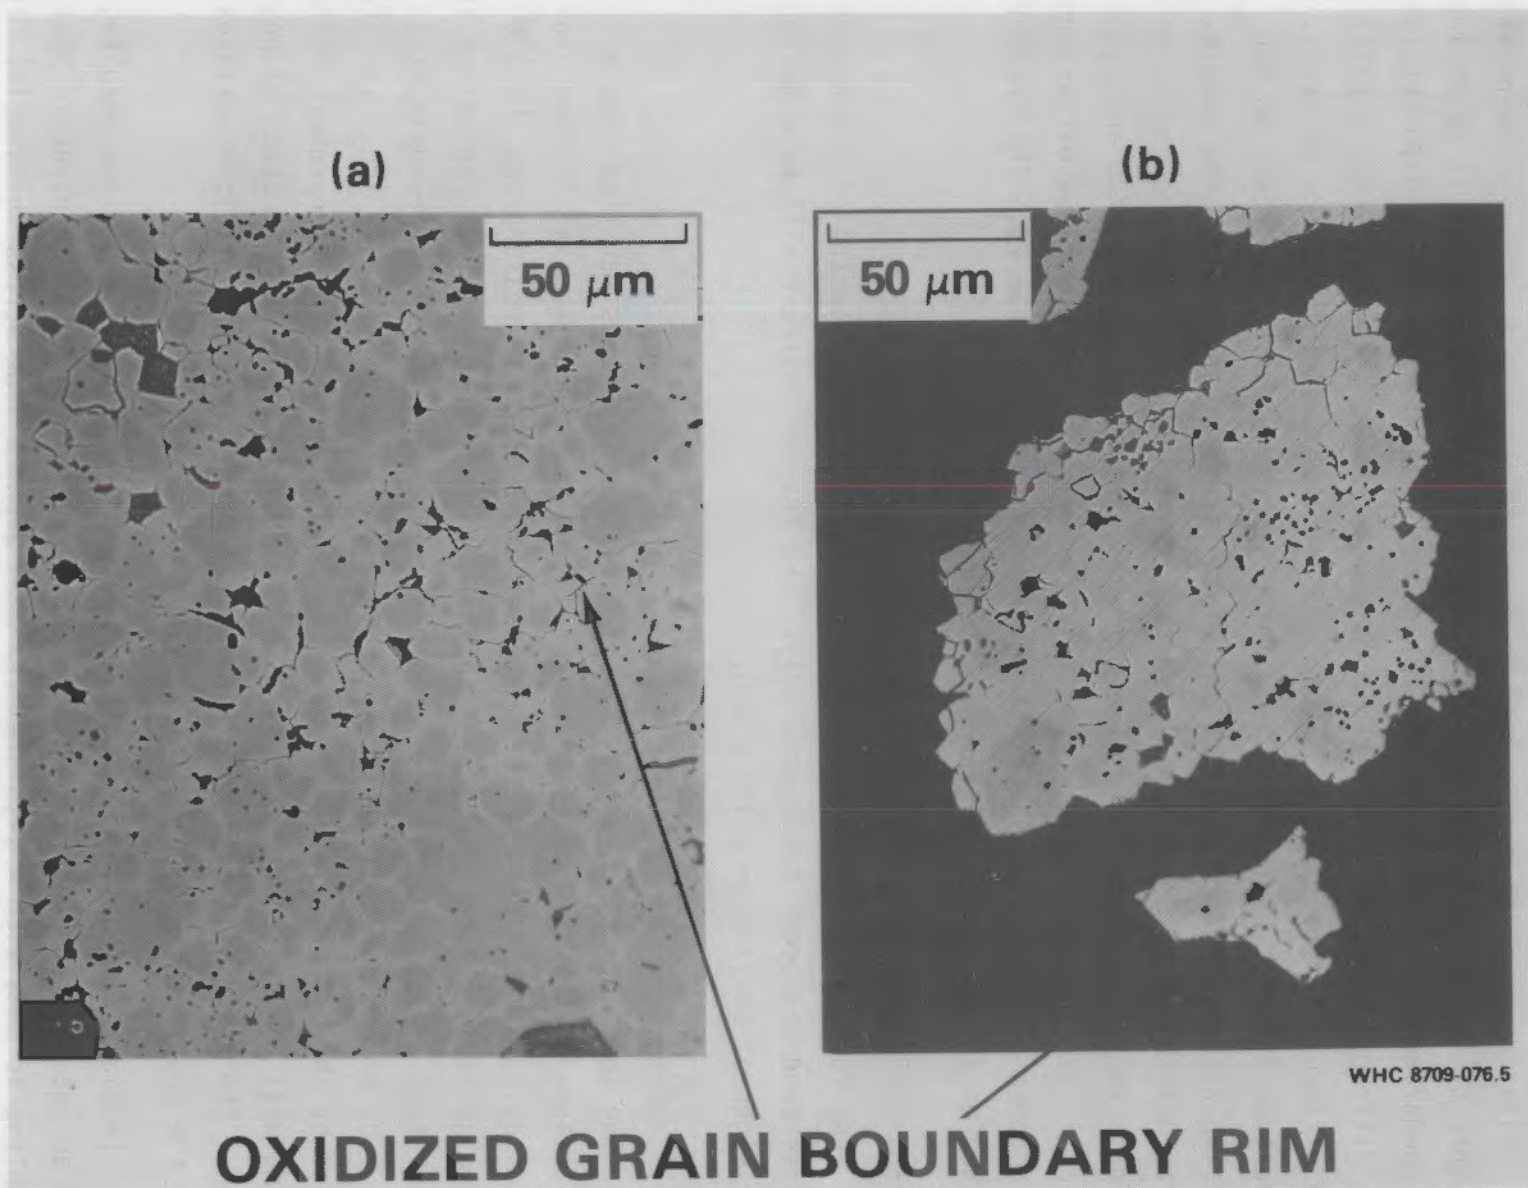 (a)
(b)
50 μm
50 μm
WHC 8709-076.5
OXIDIZED GRAIN BOUNDARY RIM